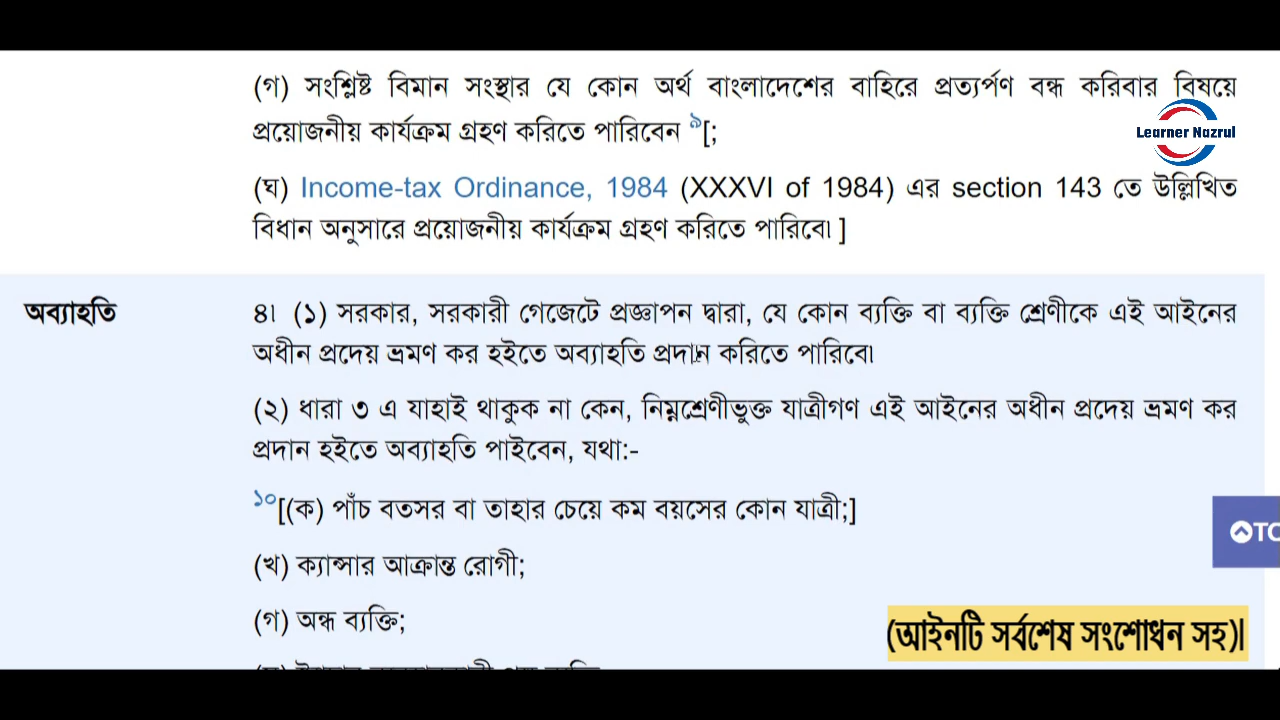 (গ) সংশ্লিষ্ট বিমান সংস্থার যে কোন অর্থ বাংলাদেশের বাহিরে প্রত্যর্পণ বন্ধ করিবার বিষয়ে
প্রয়োজনীয় কার্যক্রম গ্রহণ করিতে পারিবেন ৯[;
Learner Nazrul
(ঘ) Income-tax Ordinance, 1984 (XXXVI of 1984) এর section 143 তে উল্লিখিত
বিধান অনুসারে প্রয়োজনীয় কার্যক্রম গ্রহণ করিতে পারিবে৷ ]
অব্যাহতি
৪৷ (১) সরকার, সরকারী গেজেটে প্রজ্ঞাপন দ্বারা, যে কোন ব্যক্তি বা ব্যক্তি শ্রেণীকে এই আইনের
অধীন প্রদেয় ভ্রমণ কর হইতে অব্যাহতি প্রদান করিতে পারিবে৷
(২) ধারা ৩ এ যাহাই থাকুক না কেন, নিম্নশ্রেণীভুক্ত যাত্রীগণ এই আইনের অধীন প্রদেয় ভ্রমণ কর
প্রদান হইতে অব্যাহতি পাইবেন, যথা:-
১০[(ক) পাঁচ বতসর বা তাহার চেয়ে কম বয়সের কোন যাত্রী;]
(খ) ক্যান্সার আক্রান্ত রোগী;
(গ) অন্ধ ব্যক্তি;
(আইনটি সর্বশেষ সংশোধন সহ)।